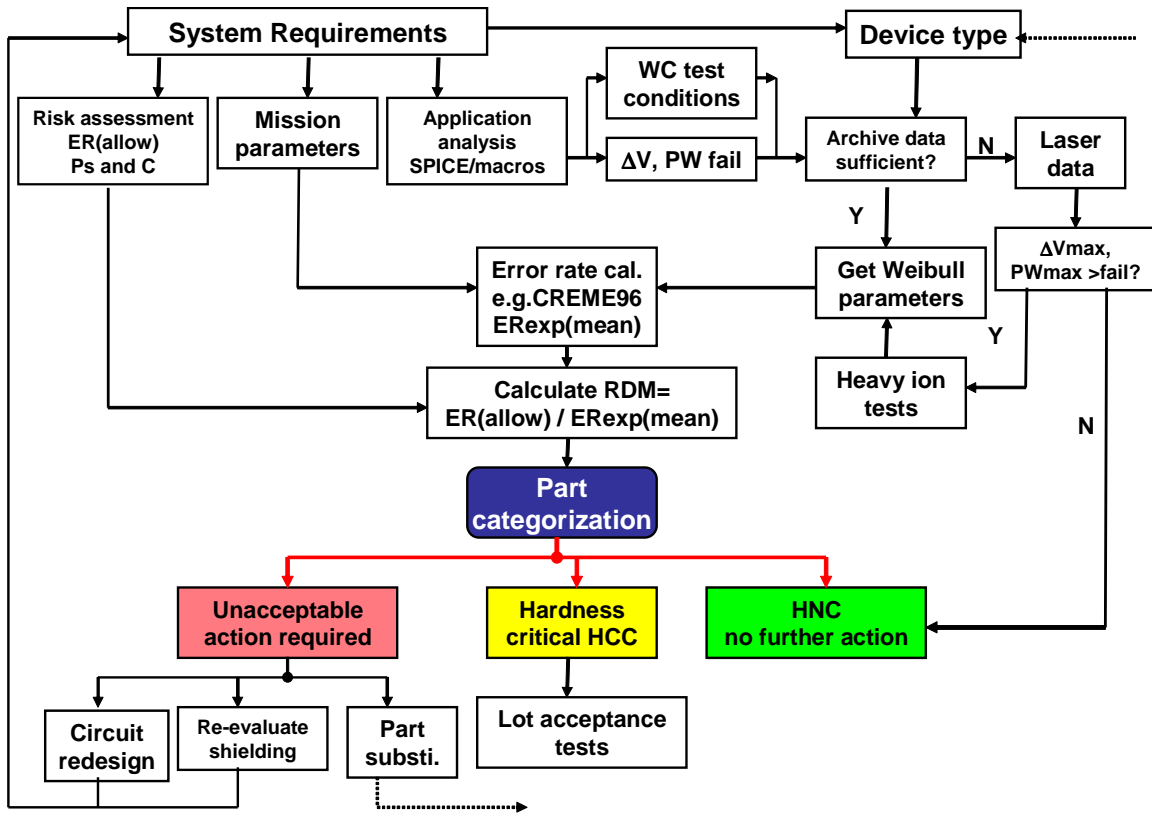 System Requirements
Device type
WC test
conditions
Risk assessment
ER(allow)
Ps and C
Mission
parameters
Application
analysis
SPICE/macros
ΔV, PW fail
Archive data
sufficient?
N
Laser
data
Y
ΔVmax,
PWmax >fail?
Error rate cal.
e.g.CREME96
ERexp(mean)
Get Weibull
parameters
Y
Heavy ion
tests
N
Calculate RDM=
ER(allow) / ERexp(mean)
Part
categorization
Unacceptable
action required
Hardness
critical HCC
HNC
no further action
Circuit
redesign
Re-evaluate
shielding
Part
substi.
Lot acceptance
tests